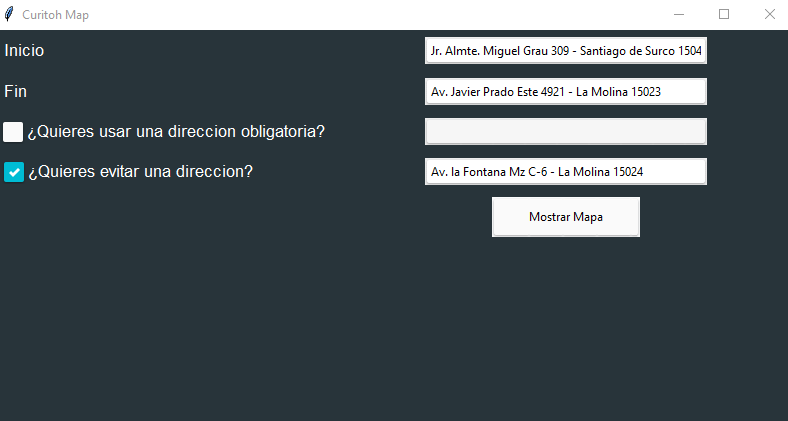 Curitoh Map
Inicio
Jr. Almte. Miguel Grau 309 - Santiago de Surco 1504
Fin
Av. Javier Prado Este 4921 - La Molina 15023
¿Quieres usar una direccion obligatoria?
¿Quieres evitar una direccion?
Av. la Fontana Mz C-6 - La Molina 15024
Mostrar Mapa